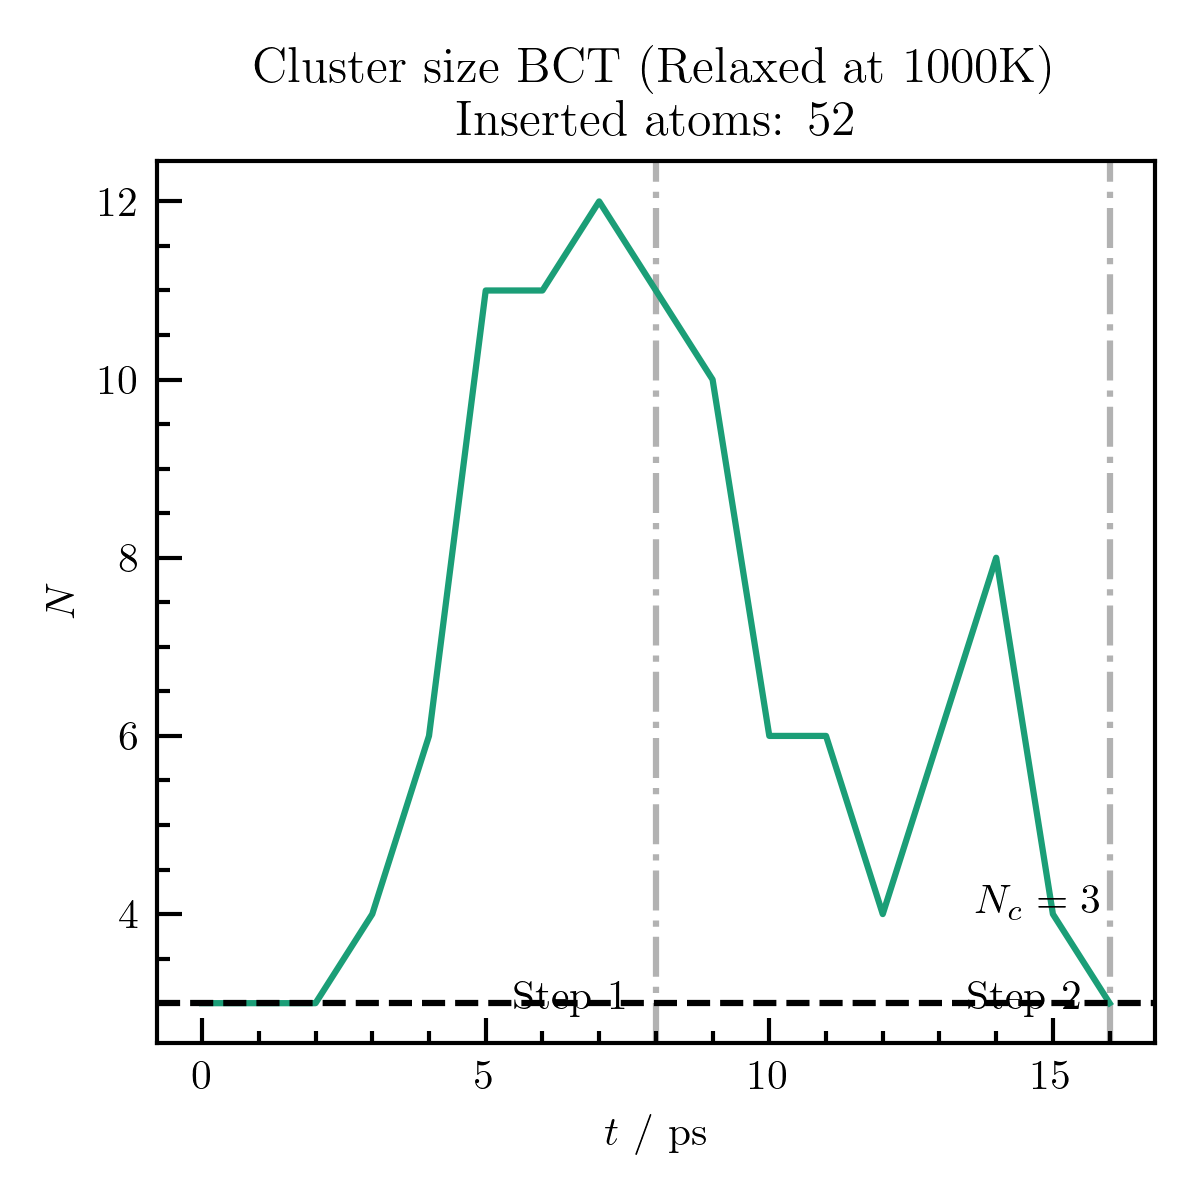 Cluster size BCT (Relaxed at 1000K)
Inserted atoms: 52
12
10
8
6
4
N
N_c = 3
Step 1
Step 2
0 5 10 15
t / ps